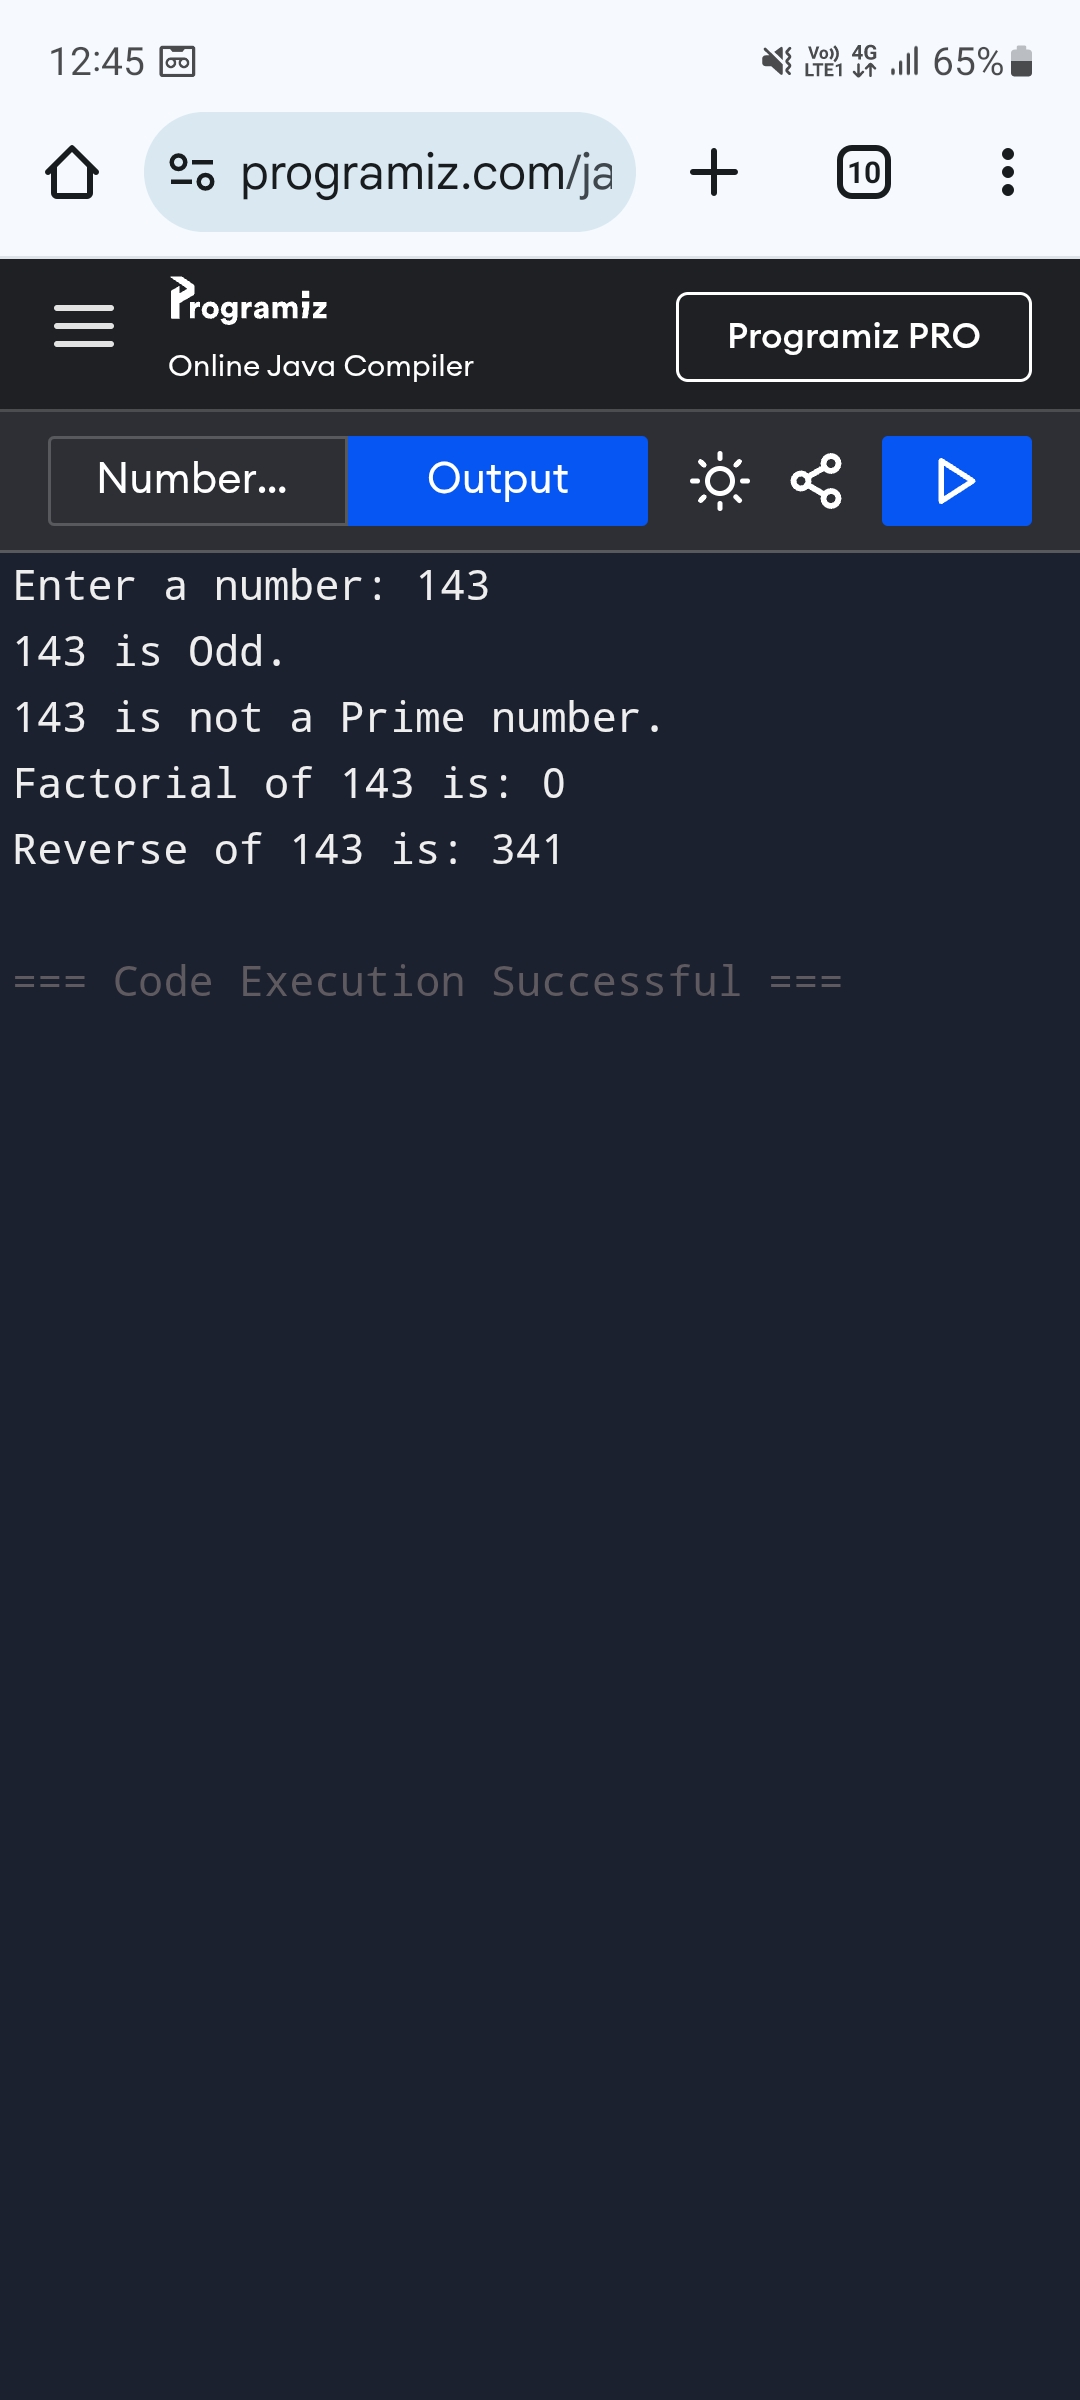 12:45 Vo)) LTE1 4G 65%
programiz.com/ja 10
Programiz
Online Java Compiler
Programiz PRO
Number... Output
Enter a number: 143
143 is Odd.
143 is not a Prime number.
Factorial of 143 is: 0
Reverse of 143 is: 341
=== Code Execution Successful ===